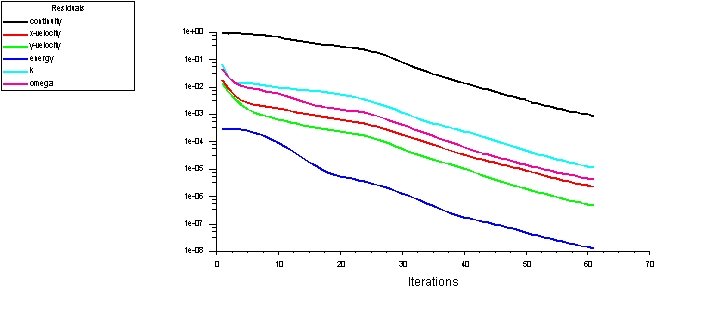 Residuals
continuity
x-velocity
y-velocity
energy
k
omega
1e+00
1e-01
1e-02
1e-03
1e-04
1e-05
1e-06
1e-07
1e-08
0 10 20 30 40 50 60 70
Iterations